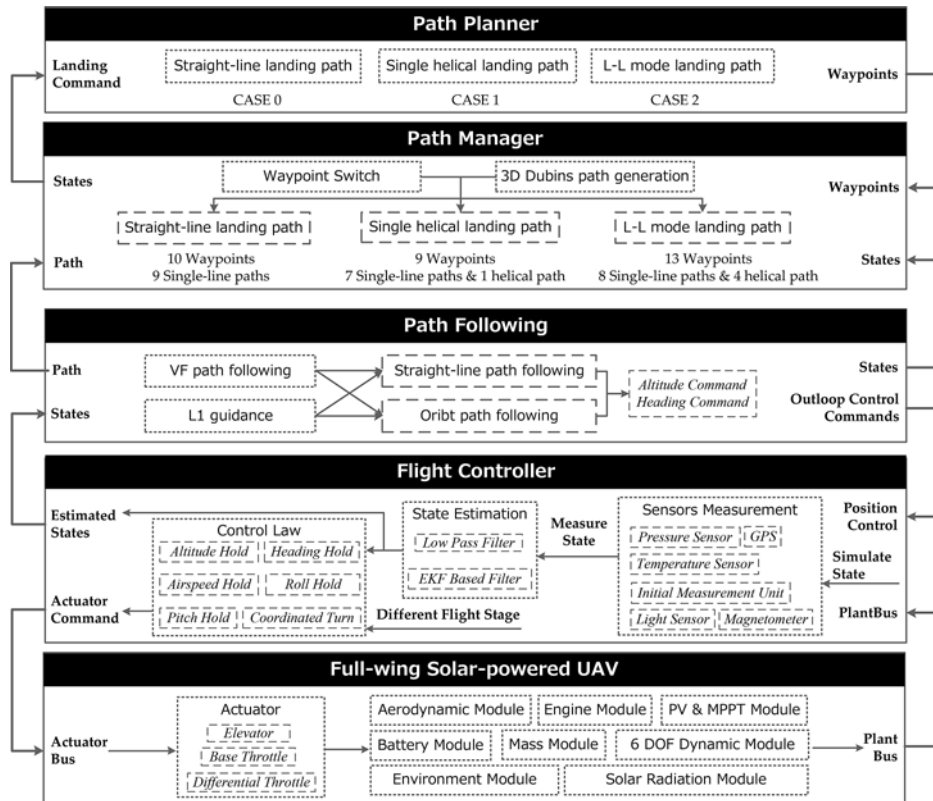 Path Planner
Landing
Command
Straight-line landing path
Single helical landing path
L-L mode landing path
Waypoints
CASE 0
CASE 1
CASE 2
Path Manager
States
Waypoint Switch
3D Dubins path generation
Waypoints
Straight-line landing path
Single helical landing path
L-L mode landing path
Path
10 Waypoints
9 Single-line paths
9 Waypoints
7 Single-line paths & 1 helical path
13 Waypoints
8 Single-line paths & 4 helical path
States
Path Following
Path
VF path following
Straight-line path following
Altitude Command
Heading Command
States
States
L1 guidance
Oribt path following
Outloop Control
Commands
Flight Controller
Estimated
States
Control Law
Altitude Hold
Heading Hold
Airspeed Hold
Roll Hold
Pitch Hold
Coordinated Turn
Actuator
Command
State Estimation
Low Pass Filter
EKF Based Filter
Different Flight Stage
Measure
State
Sensors Measurement
Pressure Sensor
GPS
Temperature Sensor
Initial Measurement Unit
Light Sensor
Magnetometer
Position
Control
Simulate
State
PlantBus
Full-wing Solar-powered UAV
Actuator
Bus
Actuator
Elevator
Base Throttle
Differential Throttle
Aerodynamic Module
Engine Module
PV & MPPT Module
Battery Module
Mass Module
6 DOF Dynamic Module
Environment Module
Solar Radiation Module
Plant
Bus